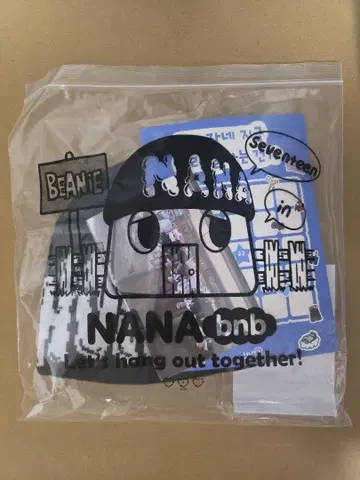 BEANiE
NANA
Seventeen
in
NANA bnb
Let's hang out together!